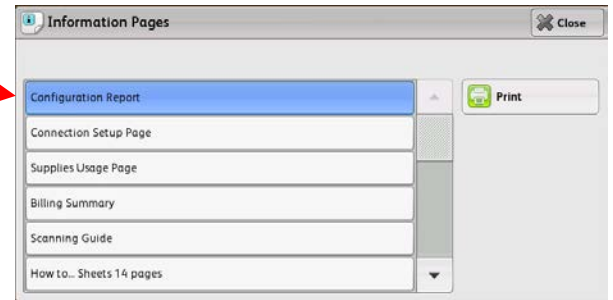 Information Pages
Close
Configuration Report
Print
Connection Setup Page
Supplies Usage Page
Billing Summary
Scanning Guide
How to... Sheets 14 pages